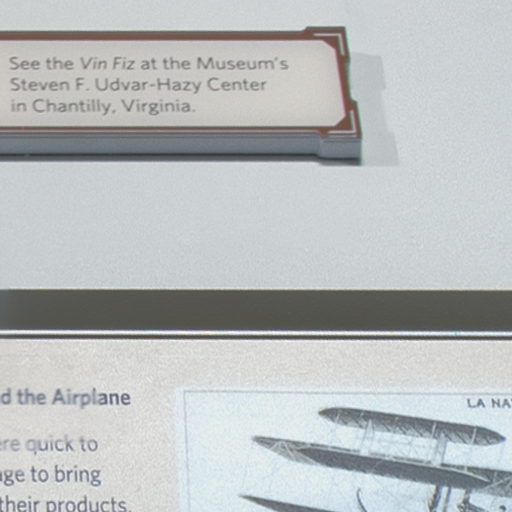 See the Vin Fiz at the Museum's
Steven F. Udvar-Hazy Center
in Chantilly, Virginia.
d the Airplane
re quick to
ge to bring
their products.
LA NA